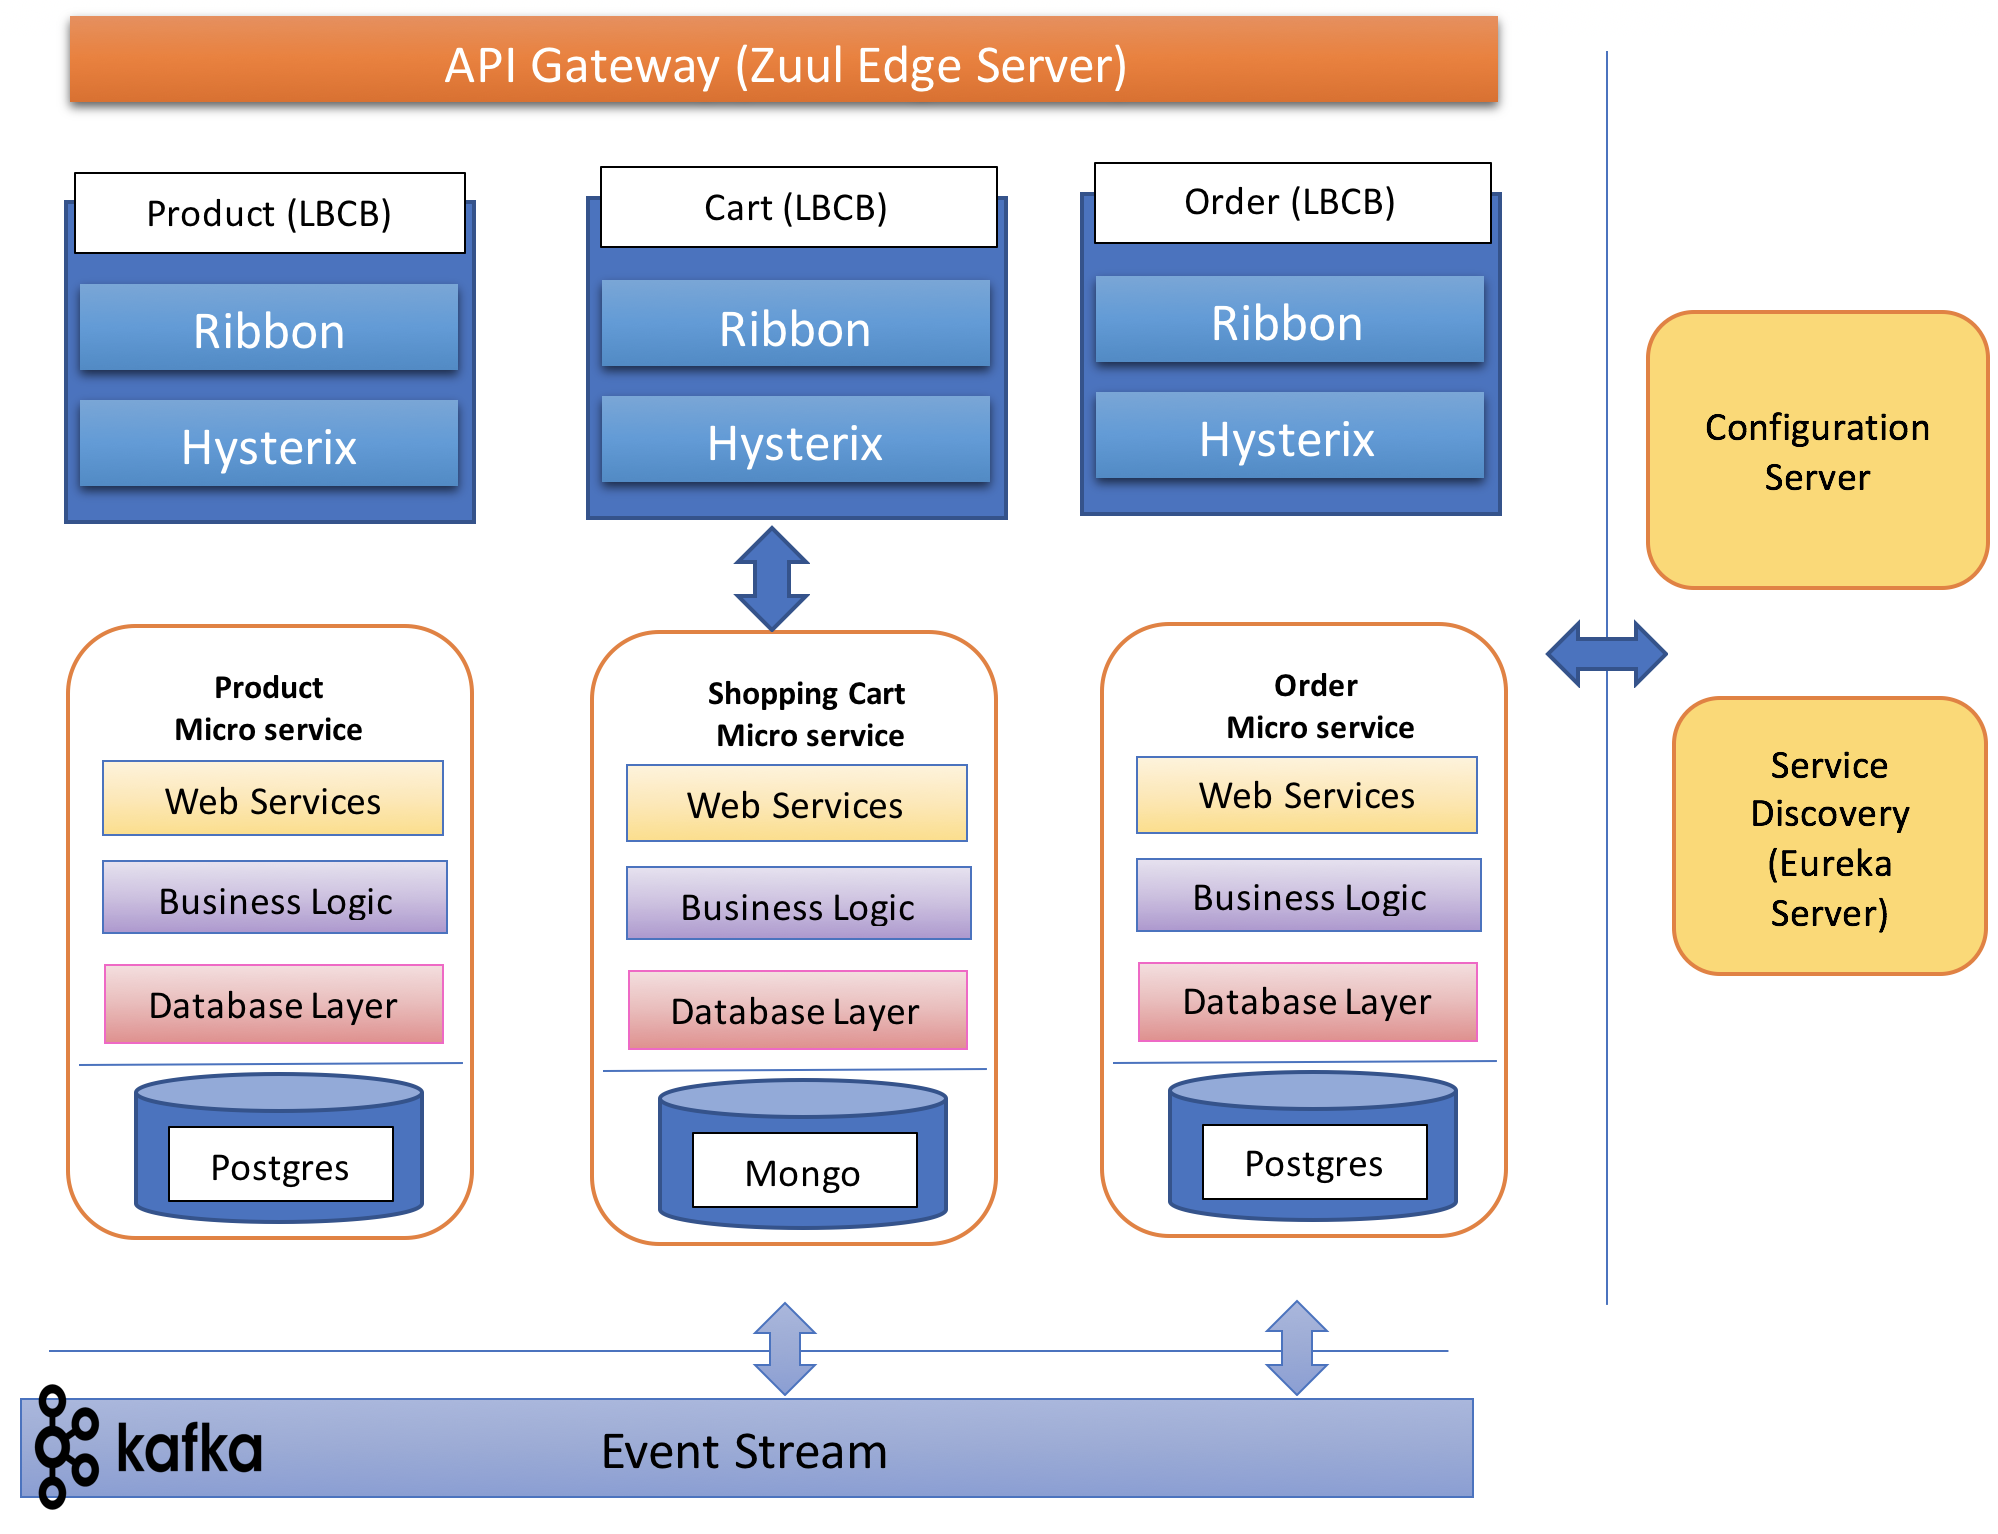 API Gateway (Zuul Edge Server)
Product (LBCB)
Ribbon
Hysterix
Cart (LBCB)
Ribbon
Hysterix
Order (LBCB)
Ribbon
Hysterix
Configuration
Server
Product
Micro service
Web Services
Business Logic
Database Layer
Postgres
Shopping Cart
Micro service
Web Services
Business Logic
Database Layer
Mongo
Order
Micro service
Web Services
Business Logic
Database Layer
Postgres
Service
Discovery
(Eureka
Server)
kafka
Event Stream